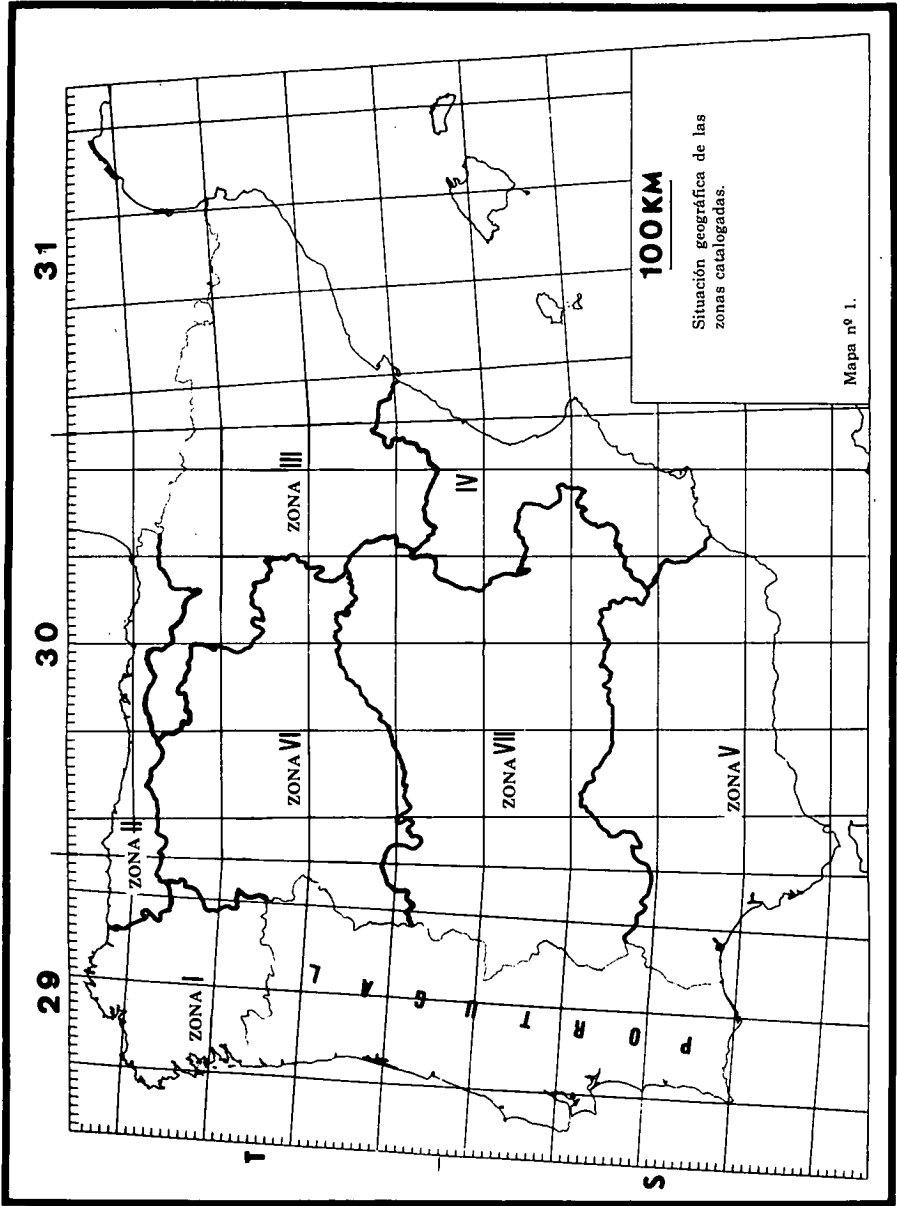 29
30
31
T
S
ZONA I
ZONA II
ZONA III
IV
ZONA VI
ZONA VII
ZONA V
PORTUGAL
100KM
Situación geográfica de las
zonas catalogadas.
Mapa nº 1.